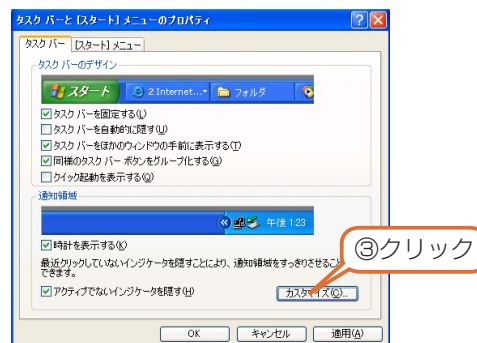 タスク バーと [スタート] メニューのプロパティ
タスク バー [スタート] メニュー
タスク バーのデザイン
スタート 2 Internet... フォルダ
タスク バーを固定する(L)
タスク バーを自動的に隠す(U)
タスク バーをほかのウィンドウの手前に表示する(T)
同様のタスク バー ボタンをグループ化する(G)
クイック起動を表示する(Q)
通知領域
午後 1:23
時計を表示する(K)
③クリック
最近クリックしていないインジケータを隠すことにより、通知領域をすっきりさせること
できます。
アクティブでないインジケータを隠す(H) カスタマイズ(C)...
OK キャンセル 適用(A)